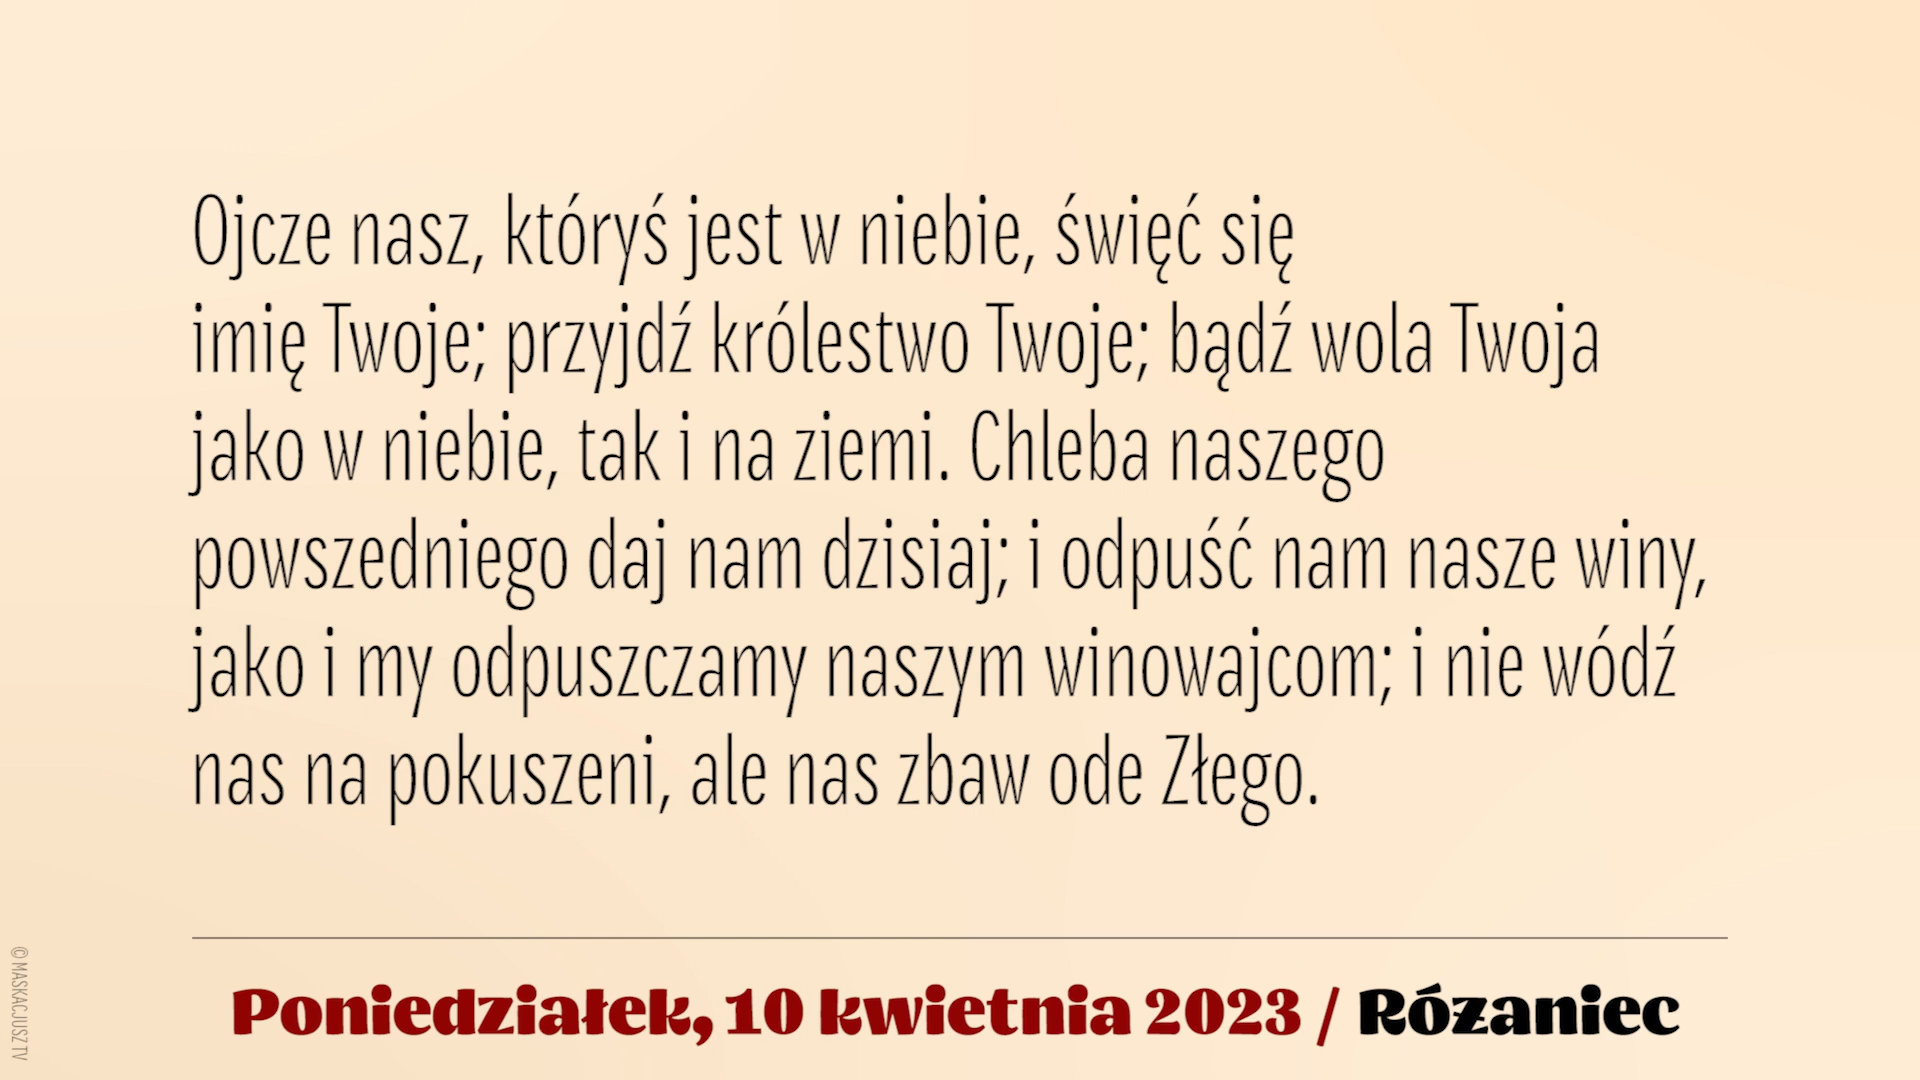 Ojcze nasz, któryś jest w niebie, święć się
imię Twoje; przyjdź królestwo Twoje; bądź wola Twoja
jako w niebie, tak i na ziemi. Chleba naszego
powszedniego daj nam dzisiaj; i odpuść nam nasze winy,
jako i my odpuszczamy naszym winowajcom; i nie wódź
nas na pokuszeni, ale nas zbaw ode Złego.
Poniedziałek, 10 kwietnia 2023 / Rózaniec
© MASKACJUSZ TV